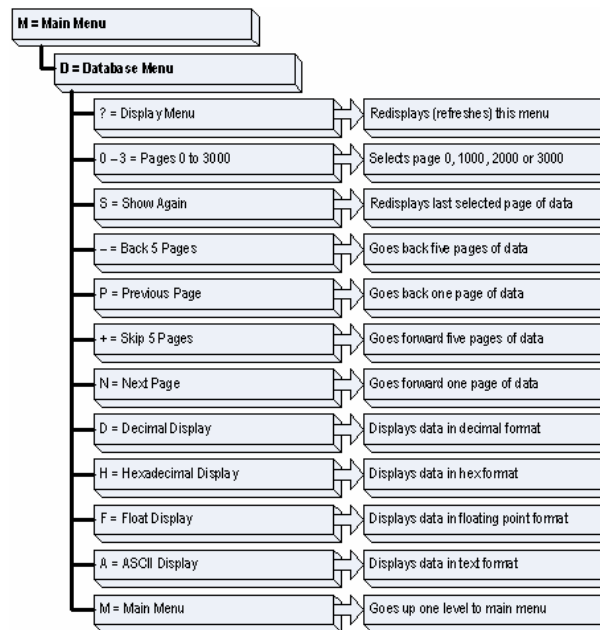 M = Main Menu
D = Database Menu
? = Display Menu
Redisplays (refreshes) this menu
0 – 3 = Pages 0 to 3000
Selects page 0, 1000, 2000 or 3000
S = Show Again
Redisplays last selected page of data
– = Back 5 Pages
Goes back five pages of data
P = Previous Page
Goes back one page of data
+ = Skip 5 Pages
Goes forward five pages of data
N = Next Page
Goes forward one page of data
D = Decimal Display
Displays data in decimal format
H = Hexadecimal Display
Displays data in hex format
F = Float Display
Displays data in floating point format
A = ASCII Display
Displays data in text format
M = Main Menu
Goes up one level to main menu